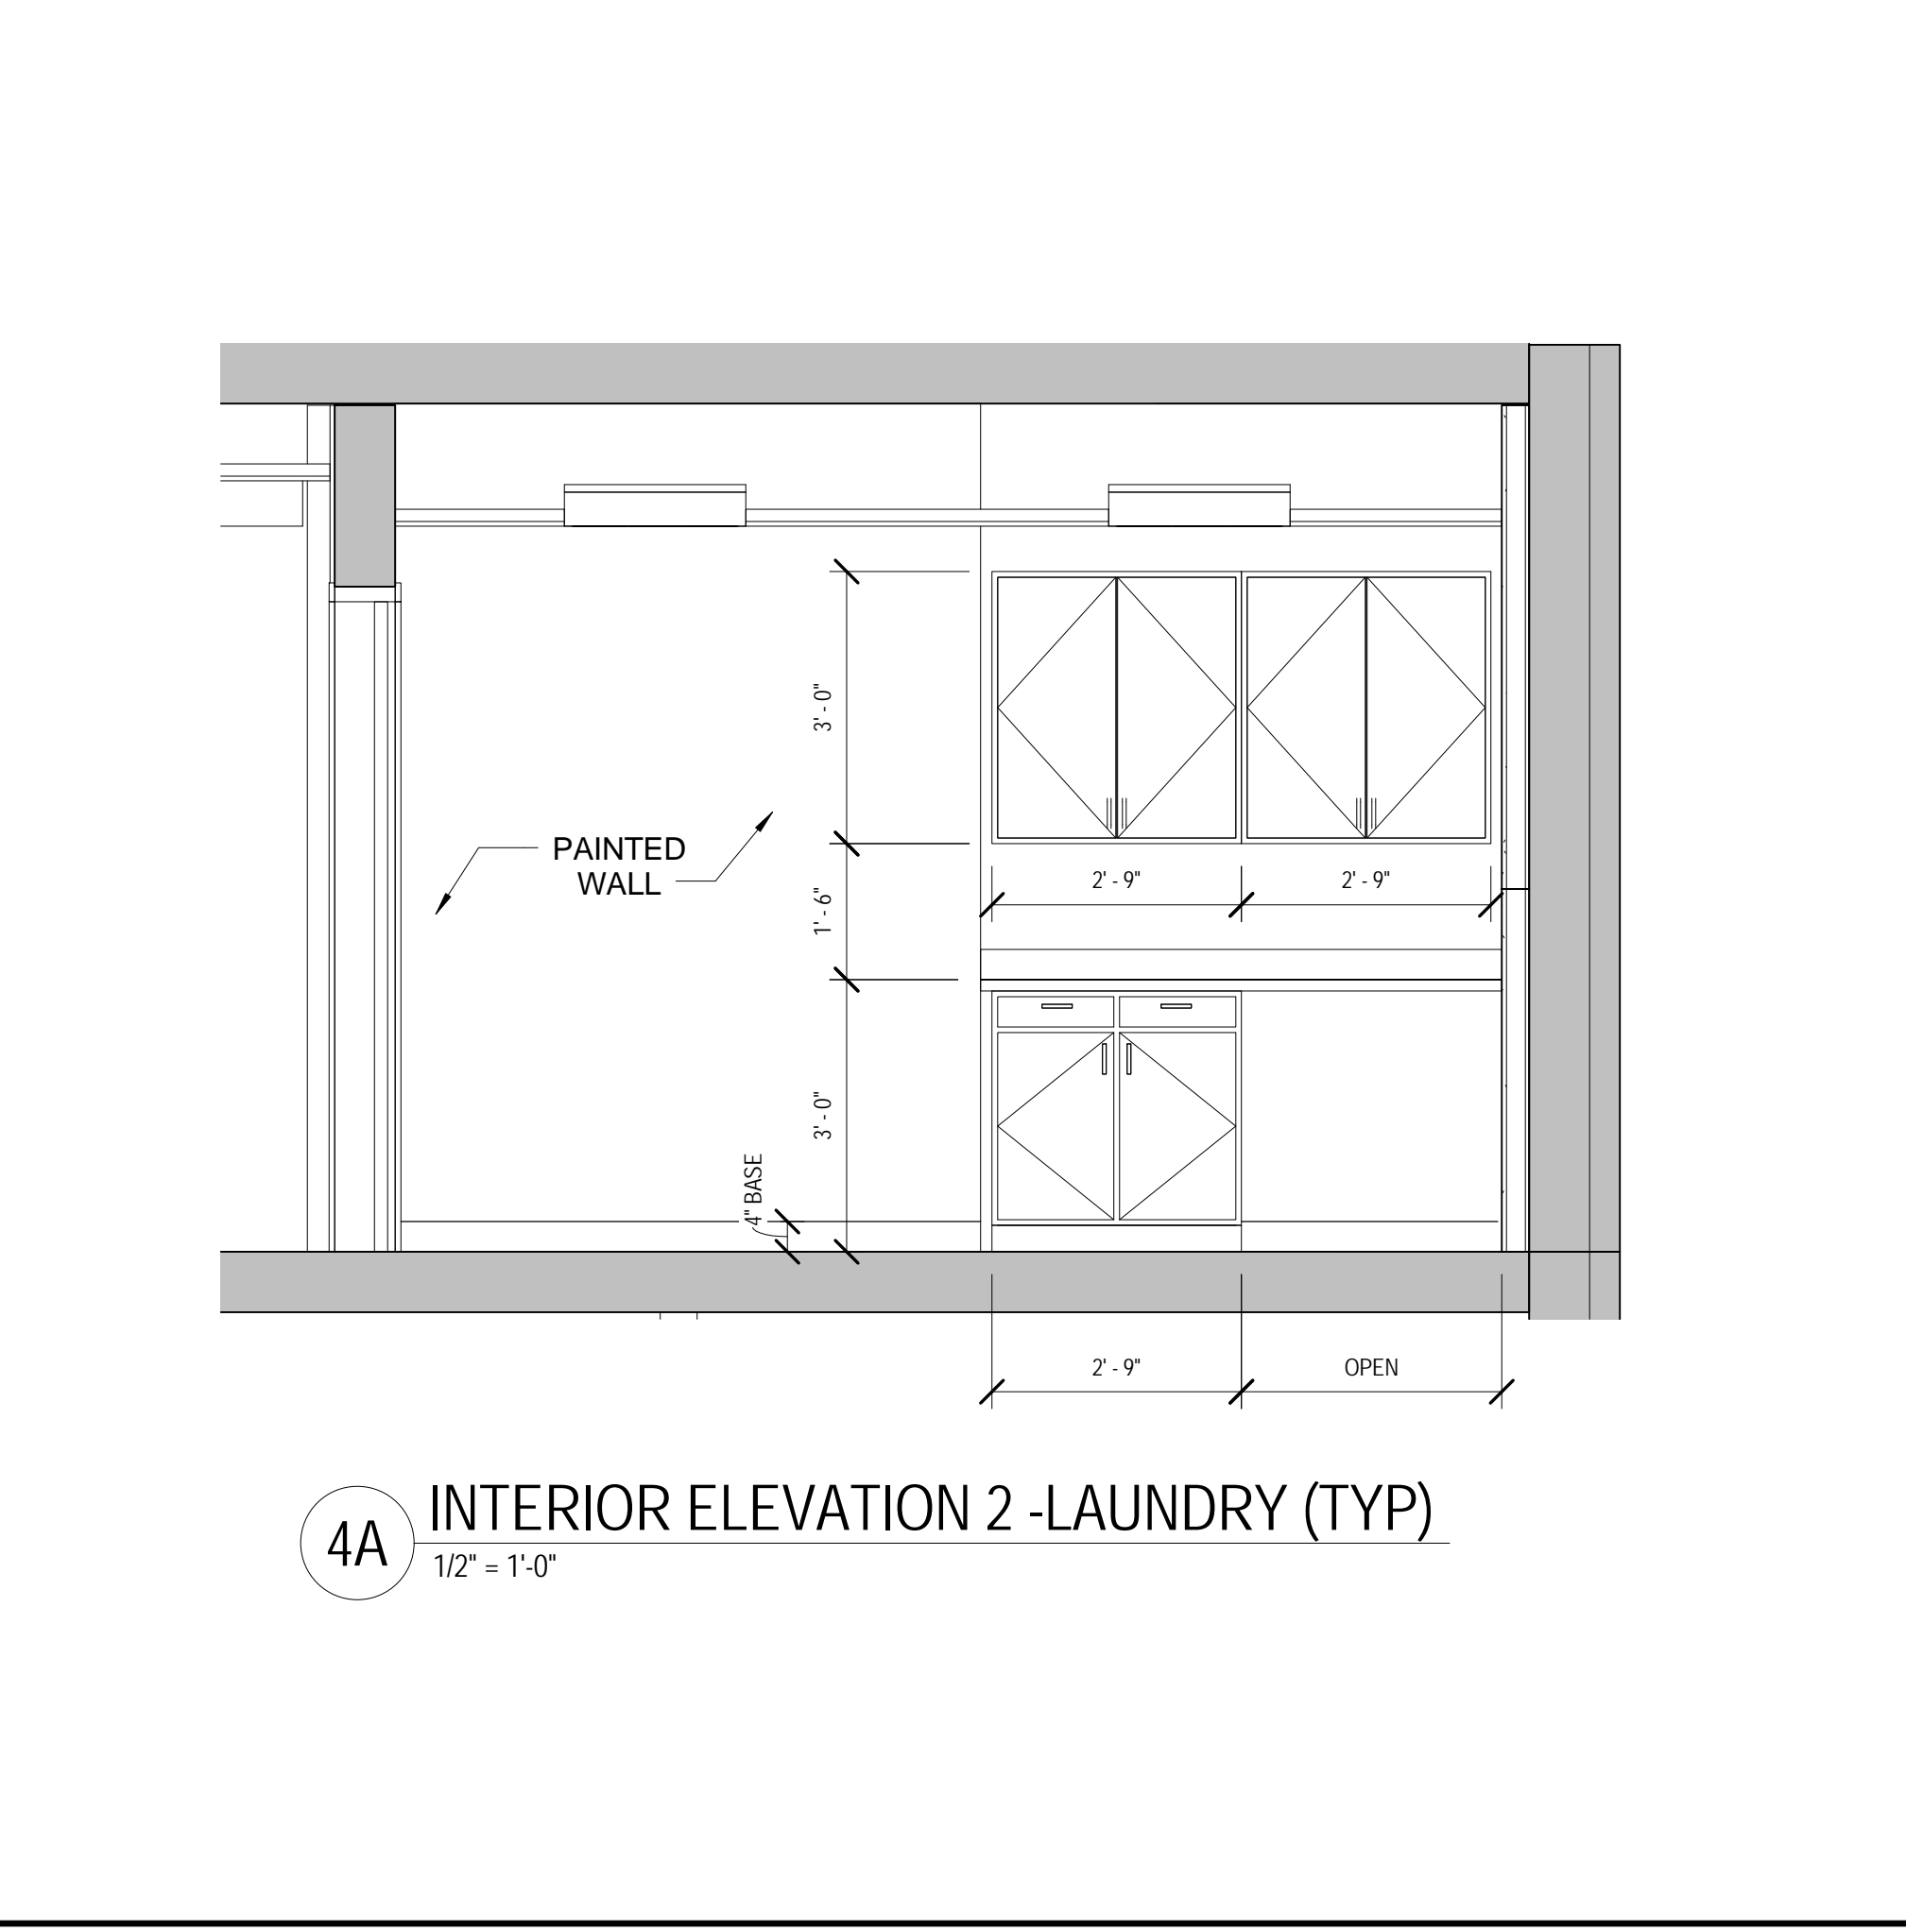 3' - 0"
PAINTED
WALL
2' - 9"
2' - 9"
1' - 6"
3' - 0"
4" BASE
2' - 9"
OPEN
4A
INTERIOR ELEVATION 2 -LAUNDRY (TYP)
1/2" = 1'-0"